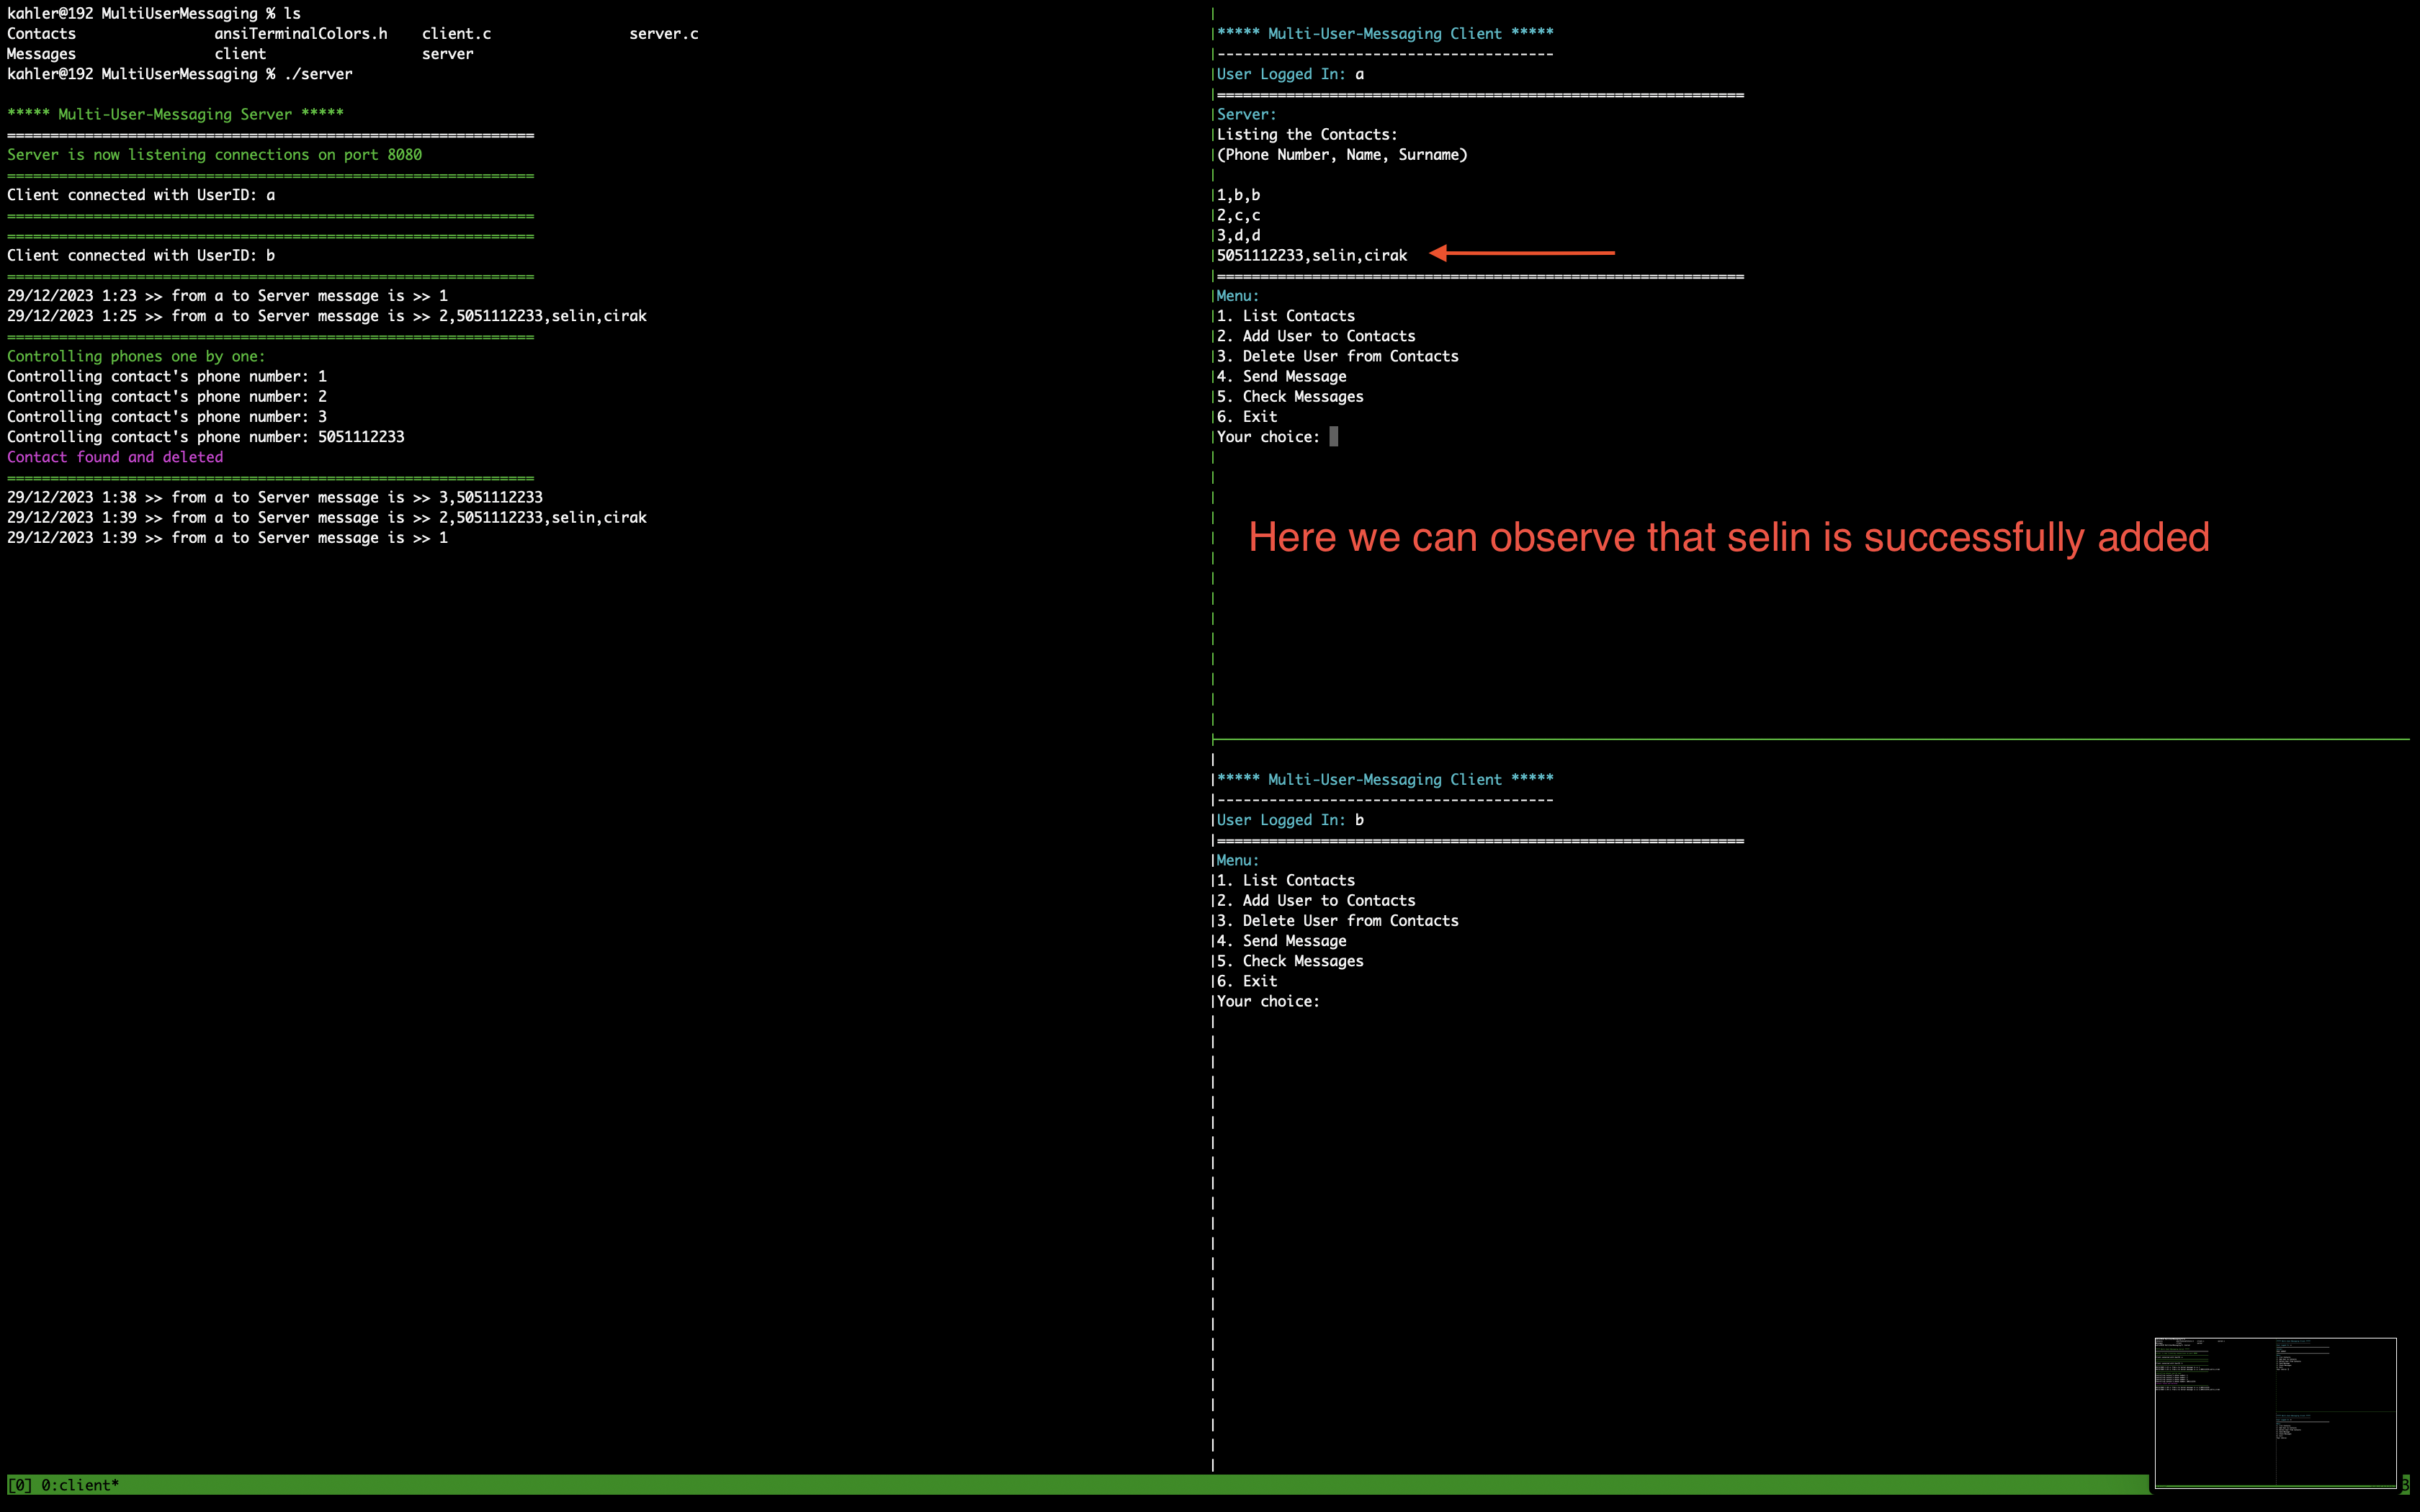 kahler@192 MultiUserMessaging % ls
Contacts ansiTerminalColors.h client.c server.c
Messages client server
kahler@192 MultiUserMessaging % ./server
***** Multi-User-Messaging Server *****
==============================================================
Server is now listening connections on port 8080
==============================================================
Client connected with UserID: a
==============================================================
==============================================================
Client connected with UserID: b
==============================================================
29/12/2023 1:23 >> from a to Server message is >> 1
29/12/2023 1:25 >> from a to Server message is >> 2,5051112233,selin,cirak
==============================================================
Controlling phones one by one:
Controlling contact's phone number: 1
Controlling contact's phone number: 2
Controlling contact's phone number: 3
Controlling contact's phone number: 5051112233
Contact found and deleted
==============================================================
29/12/2023 1:38 >> from a to Server message is >> 3,5051112233
29/12/2023 1:39 >> from a to Server message is >> 2,5051112233,selin,cirak
29/12/2023 1:39 >> from a to Server message is >> 1
***** Multi-User-Messaging Client *****
---------------------------------------
User Logged In: a
==============================================================
Server:
Listing the Contacts:
(Phone Number, Name, Surname)
1,b,b
2,c,c
3,d,d
5051112233,selin,cirak
==============================================================
Menu:
1. List Contacts
2. Add User to Contacts
3. Delete User from Contacts
4. Send Message
5. Check Messages
6. Exit
Your choice:
Here we can observe that selin is successfully added
***** Multi-User-Messaging Client *****
---------------------------------------
User Logged In: b
==============================================================
Menu:
1. List Contacts
2. Add User to Contacts
3. Delete User from Contacts
4. Send Message
5. Check Messages
6. Exit
Your choice:
[0] 0:client*